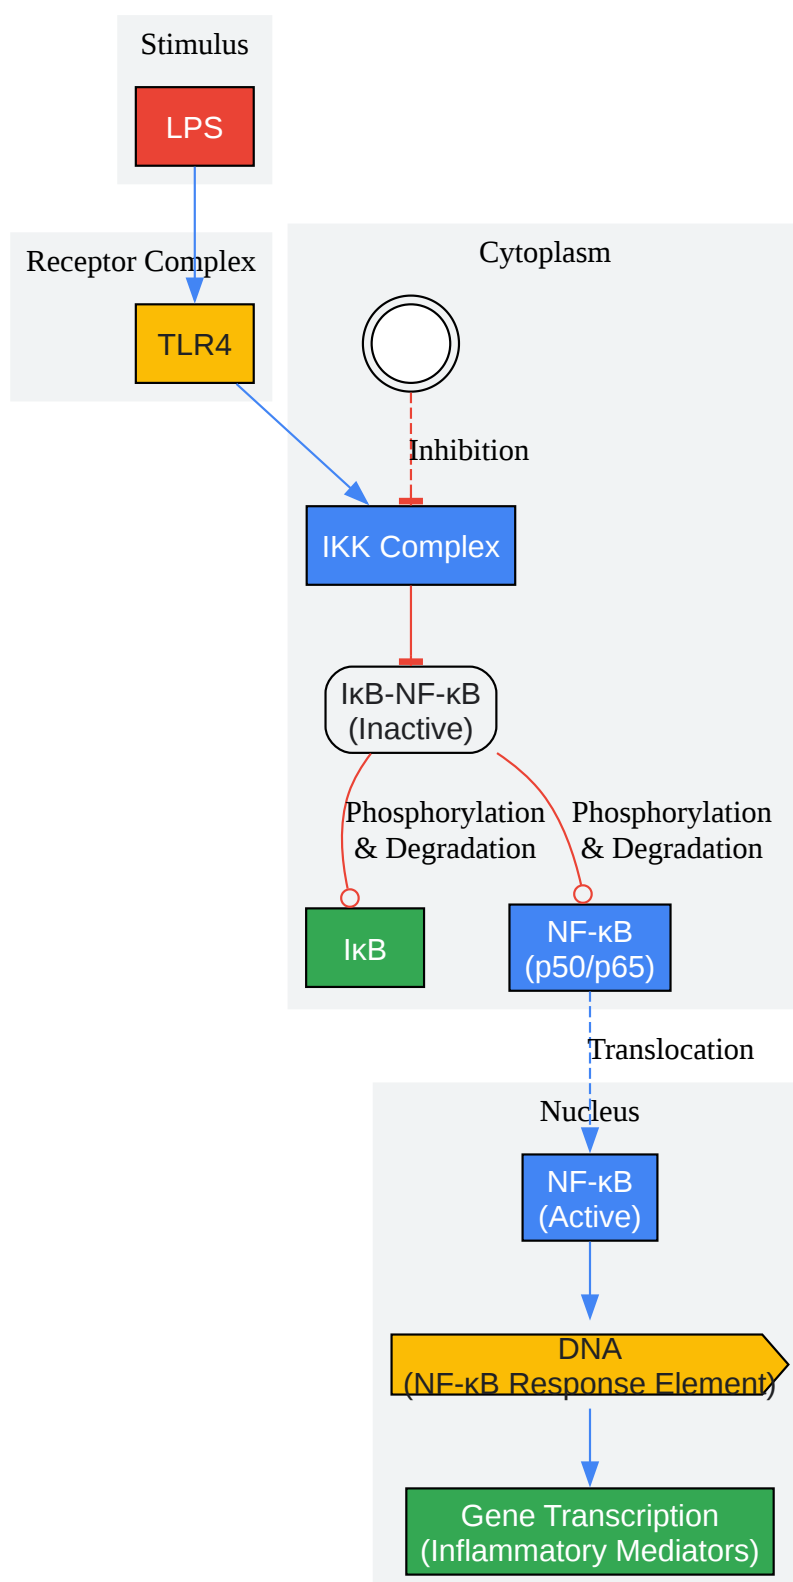 Stimulus
LPS
Receptor Complex
TLR4
Cytoplasm
Inhibition
IKK Complex
IκB-NF-κB
(Inactive)
Phosphorylation
& Degradation
Phosphorylation
& Degradation
IκB
NF-κB
(p50/p65)
Translocation
Nucleus
NF-κB
(Active)
DNA
(NF-κB Response Element)
Gene Transcription
(Inflammatory Mediators)